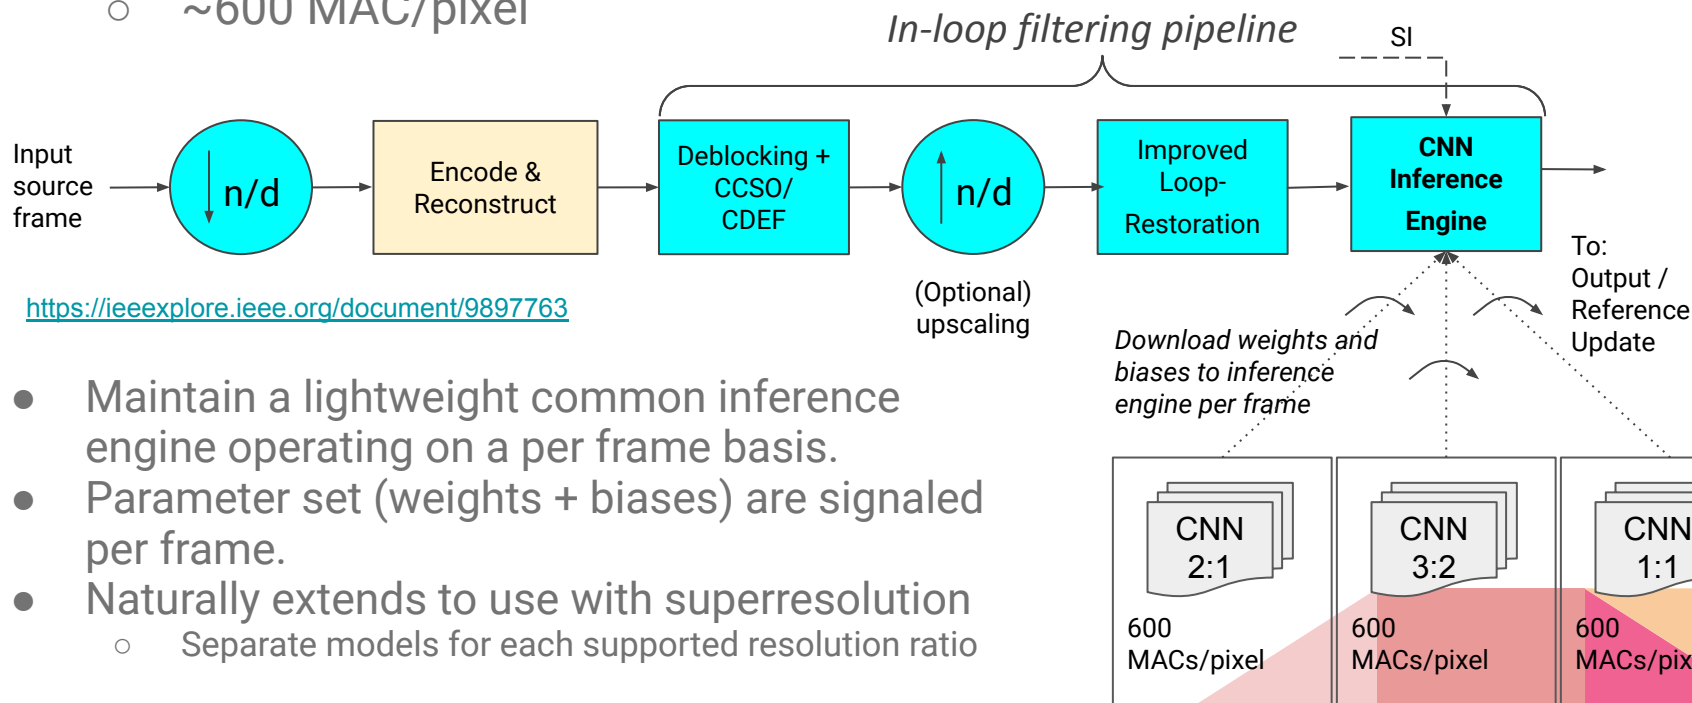 ○ ~600 MAC/pixel
In-loop filtering pipeline
SI
Input
source
frame
↓ n/d
Encode &
Reconstruct
Deblocking +
CCSO/
CDEF
↑ n/d
Improved
Loop-
Restoration
CNN
Inference
Engine
To:
Output /
Reference
Update
(Optional)
upscaling
https://ieeexplore.ieee.org/document/9897763
Download weights and
biases to inference
engine per frame
● Maintain a lightweight common inference
engine operating on a per frame basis.
● Parameter set (weights + biases) are signaled
per frame.
● Naturally extends to use with superresolution
○ Separate models for each supported resolution ratio
CNN
2:1
600
MACs/pixel
CNN
3:2
600
MACs/pixel
CNN
1:1
600
MACs/pix